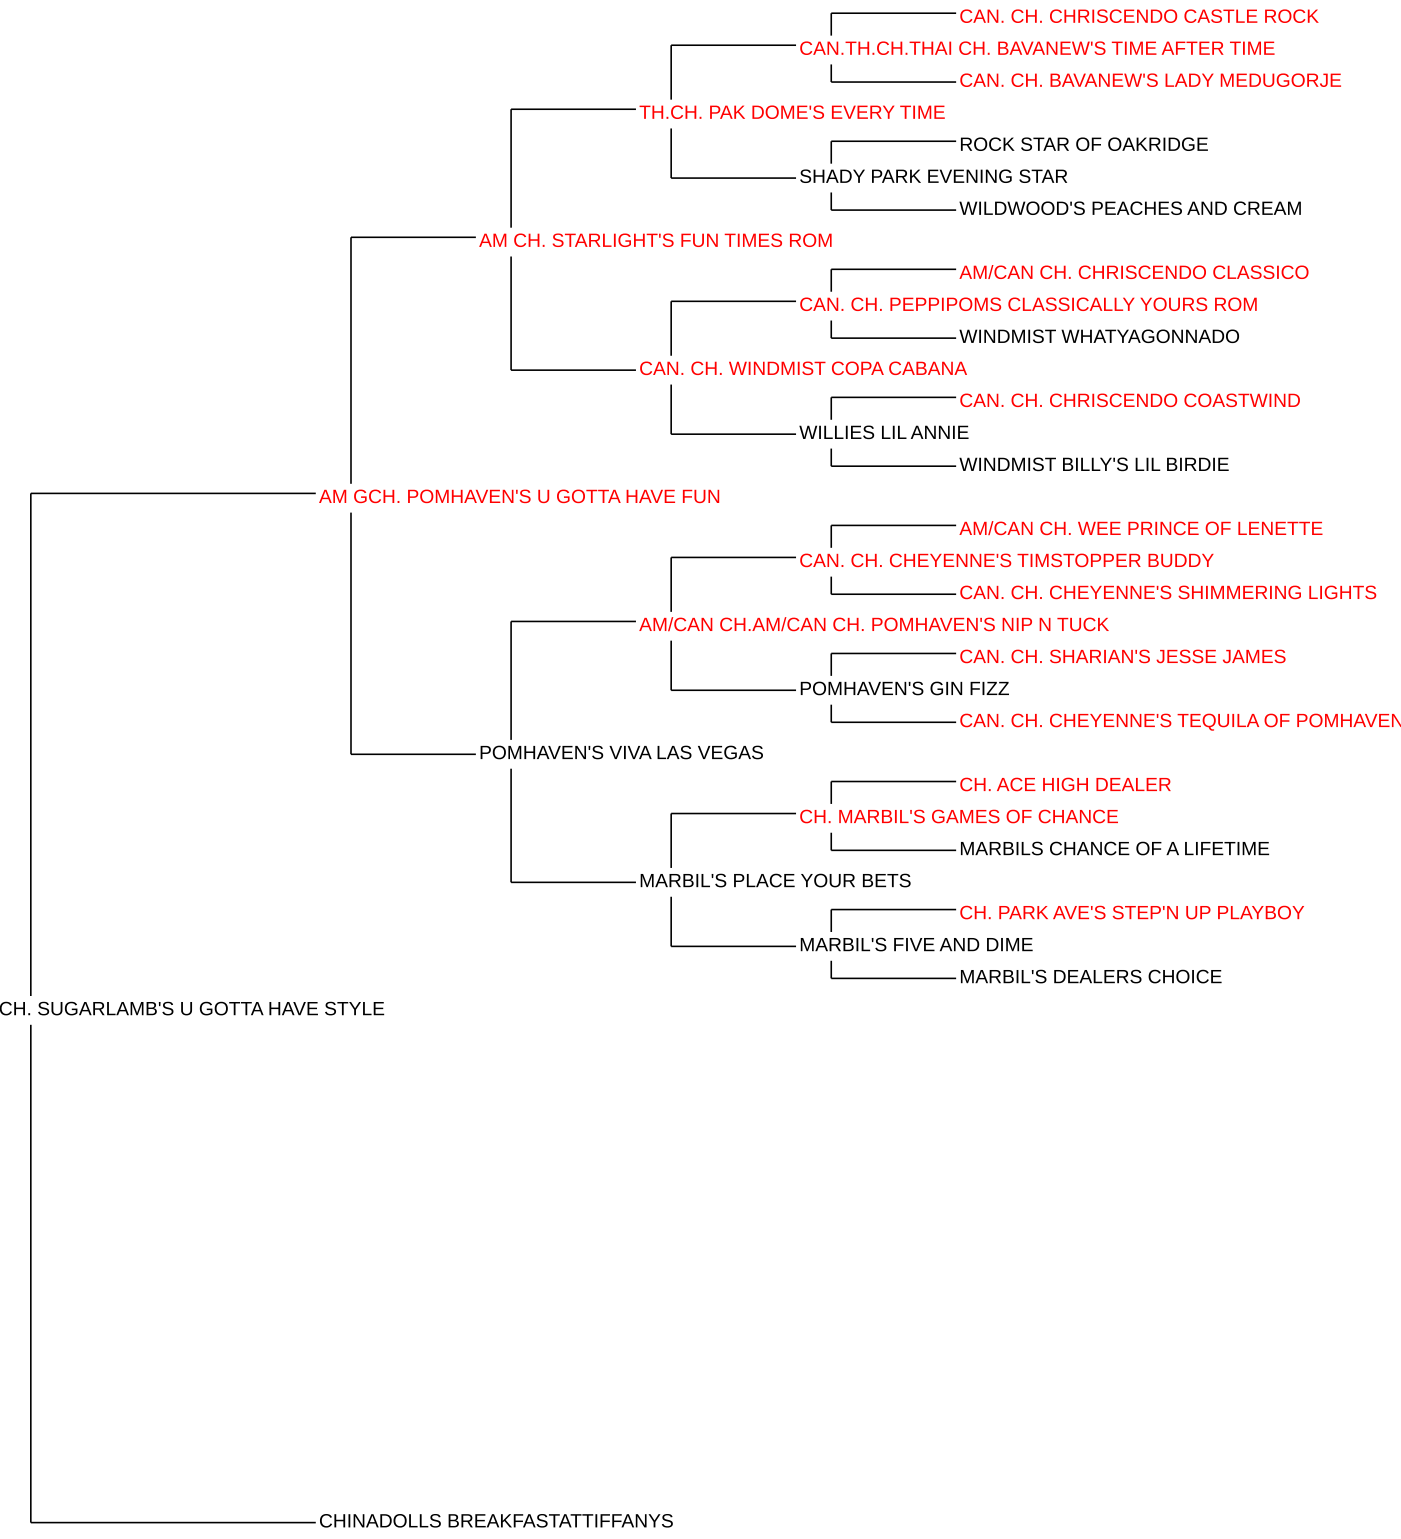 CAN. CH. CHRISCENDO CASTLE ROCK
CAN.TH.CH.THAI CH. BAVANEW'S TIME AFTER TIME
CAN. CH. BAVANEW'S LADY MEDUGORJE
TH.CH. PAK DOME'S EVERY TIME
ROCK STAR OF OAKRIDGE
SHADY PARK EVENING STAR
WILDWOOD'S PEACHES AND CREAM
AM CH. STARLIGHT'S FUN TIMES ROM
AM/CAN CH. CHRISCENDO CLASSICO
CAN. CH. PEPPIPOMS CLASSICALLY YOURS ROM
WINDMIST WHATYAGONNADO
CAN. CH. WINDMIST COPA CABANA
CAN. CH. CHRISCENDO COASTWIND
WILLIES LIL ANNIE
WINDMIST BILLY'S LIL BIRDIE
AM GCH. POMHAVEN'S U GOTTA HAVE FUN
AM/CAN CH. WEE PRINCE OF LENETTE
CAN. CH. CHEYENNE'S TIMSTOPPER BUDDY
CAN. CH. CHEYENNE'S SHIMMERING LIGHTS
AM/CAN CH.AM/CAN CH. POMHAVEN'S NIP N TUCK
CAN. CH. SHARIAN'S JESSE JAMES
POMHAVEN'S GIN FIZZ
CAN. CH. CHEYENNE'S TEQUILA OF POMHAVEN
POMHAVEN'S VIVA LAS VEGAS
CH. ACE HIGH DEALER
CH. MARBIL'S GAMES OF CHANCE
MARBILS CHANCE OF A LIFETIME
MARBIL'S PLACE YOUR BETS
CH. PARK AVE'S STEP'N UP PLAYBOY
MARBIL'S FIVE AND DIME
MARBIL'S DEALERS CHOICE
CH. SUGARLAMB'S U GOTTA HAVE STYLE
CHINADOLLS BREAKFASTATTIFFANYS